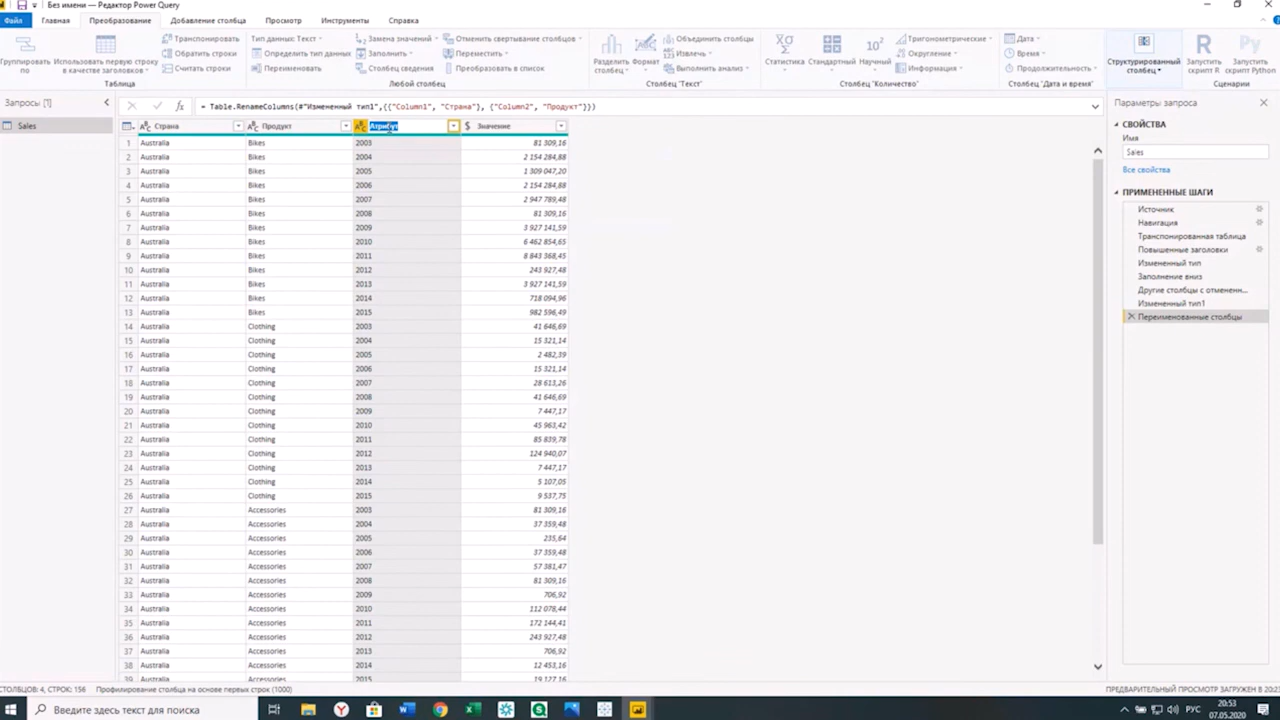 Без имени — Редактор Power Query
Файл Главная Преобразование Добавление столбца Просмотр Инструменты Справка
Группировать по
Использовать первую строку в качестве заголовков
Транспонировать
Обратить строки
Считать строки
Таблица
Тип данных: Текст
Определить тип данных
Переименовать
Замена значений
Заполнить
Столбец сведения
Отменить свертывание столбцов
Переместить
Преобразовать в список
Любой столбец
Разделить столбец
Формат
Объединить столбцы
Извлечь
Выполнить анализ
Столбец "Текст"
Статистика
Стандартный
10²
Научный
Тригонометрические
Округление
Информация
Столбец "Количество"
Дата
Время
Продолжительность
Столбец "Дата и время"
Структурированный столбец
Запустить скрипт R
Запустить скрипт Python
Сценарии
Запросы [1]
Sales
= Table.RenameColumns(#"Измененный тип1",{{"Column1", "Страна"}, {"Column2", "Продукт"}})
Страна Продукт Атрибут $ Значение
1 Australia Bikes 2003 81 309,16
2 Australia Bikes 2004 2 154 284,88
3 Australia Bikes 2005 1 309 047,20
4 Australia Bikes 2006 2 154 284,88
5 Australia Bikes 2007 2 947 789,48
6 Australia Bikes 2008 81 309,16
7 Australia Bikes 2009 3 927 141,59
8 Australia Bikes 2010 6 462 854,65
9 Australia Bikes 2011 8 843 368,45
10 Australia Bikes 2012 243 927,48
11 Australia Bikes 2013 3 927 141,59
12 Australia Bikes 2014 718 094,96
13 Australia Bikes 2015 982 596,49
14 Australia Clothing 2003 41 646,69
15 Australia Clothing 2004 15 321,14
16 Australia Clothing 2005 2 482,39
17 Australia Clothing 2006 15 321,14
18 Australia Clothing 2007 28 613,26
19 Australia Clothing 2008 41 646,69
20 Australia Clothing 2009 7 447,17
21 Australia Clothing 2010 45 963,42
22 Australia Clothing 2011 85 839,78
23 Australia Clothing 2012 124 940,07
24 Australia Clothing 2013 7 447,17
25 Australia Clothing 2014 5 107,05
26 Australia Clothing 2015 9 537,75
27 Australia Accessories 2003 81 309,16
28 Australia Accessories 2004 37 359,48
29 Australia Accessories 2005 235,64
30 Australia Accessories 2006 37 359,48
31 Australia Accessories 2007 57 381,47
32 Australia Accessories 2008 81 309,16
33 Australia Accessories 2009 706,92
34 Australia Accessories 2010 112 078,44
35 Australia Accessories 2011 172 144,41
36 Australia Accessories 2012 243 927,48
37 Australia Accessories 2013 706,92
38 Australia Accessories 2014 12 453,16
39 Australia Accessories 2015 19 127,16
Параметры запроса
СВОЙСТВА
Имя
Sales
Все свойства
ПРИМЕНЕННЫЕ ШАГИ
Источник
Навигация
Транспонированная таблица
Повышенные заголовки
Измененный тип
Заполнение вниз
Другие столбцы с отменени...
Измененный тип1
Переименованные столбцы
СТОЛБЦОВ: 4, СТРОК: 156 Профилирование столбца на основе первых строк (1000)
ПРЕДВАРИТЕЛЬНЫЙ ПРОСМОТР ЗАГРУЖЕН В 20:
Введите здесь текст для поиска
РУС
20:53
07.05.2020